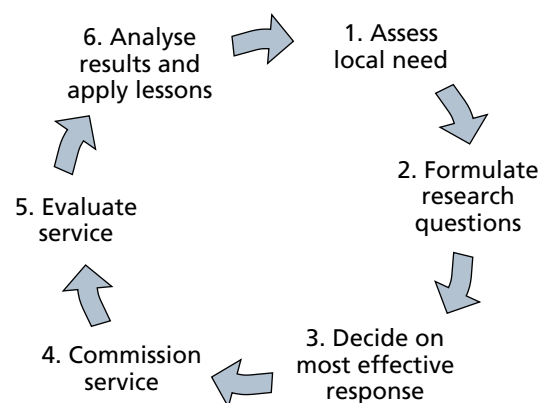 1. Assess
local need
2. Formulate
research
questions
3. Decide on
most effective
response
4. Commission
service
5. Evaluate
service
6. Analyse
results and
apply lessons